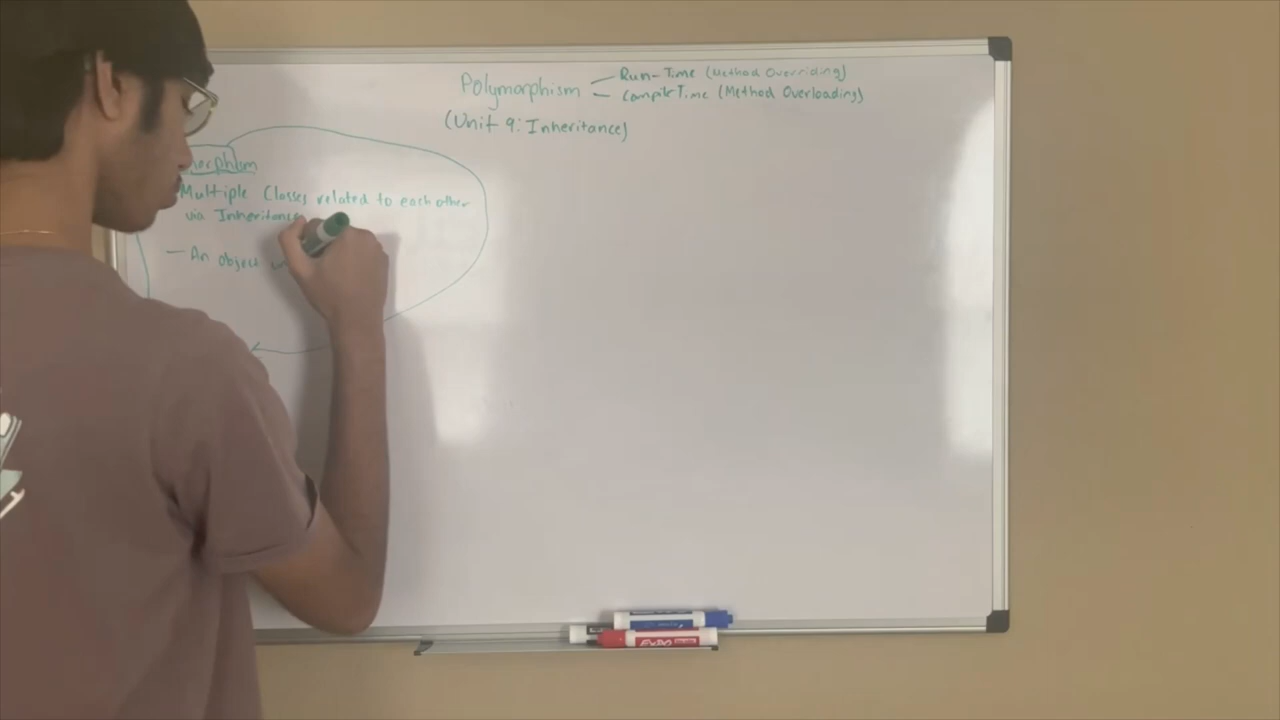 Polymorphism
Run-Time (Method Overriding)
Compile Time (Method Overloading)
(Unit 9: Inheritance)
morphism
Multiple Classes related to each other
via Inheritance
— An object
EXPO